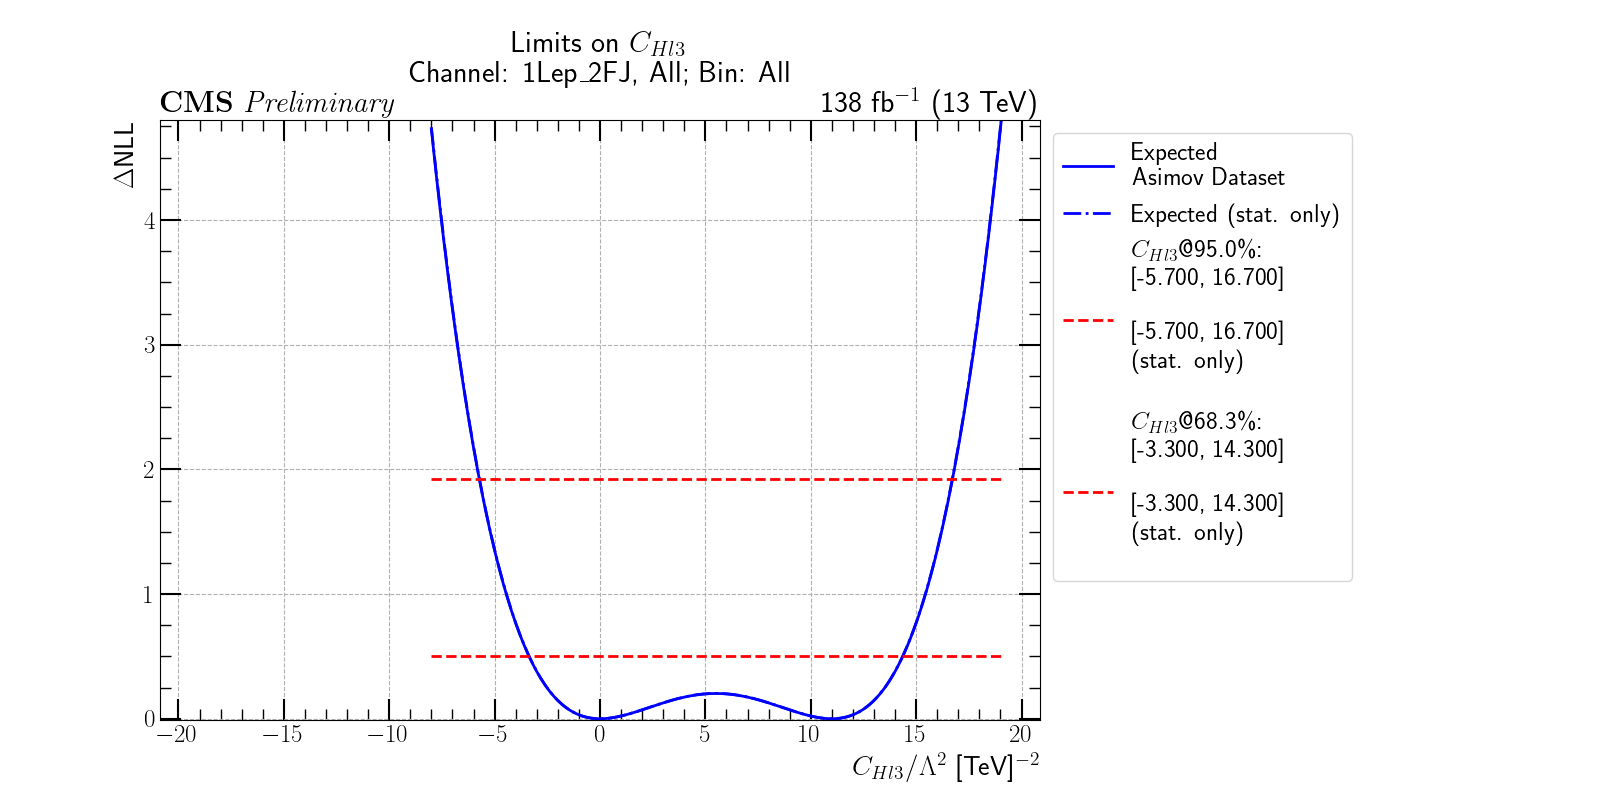 Limits on C_{Hl3}
Channel: 1Lep_2FJ, All; Bin: All
CMS Preliminary
138 fb⁻¹ (13 TeV)
ΔNLL
4
3
2
1
0
−20 −15 −10 −5 0 5 10 15 20
C_{Hl3}/Λ² [TeV]⁻²
Expected
Asimov Dataset
Expected (stat. only)
C_{Hl3}@95.0%:
[-5.700, 16.700]
[-5.700, 16.700]
(stat. only)
C_{Hl3}@68.3%:
[-3.300, 14.300]
[-3.300, 14.300]
(stat. only)